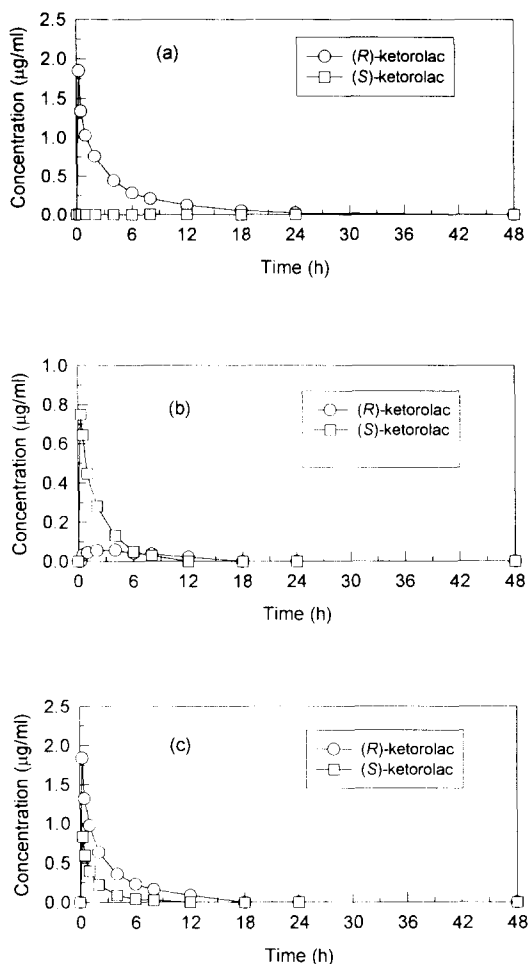 (a)
(R)-ketorolac
(S)-ketorolac
Concentration (μg/ml)
2.5
2.0
1.5
1.0
0.5
0.0
0 6 12 18 24 30 36 42 48
Time (h)
(b)
(R)-ketorolac
(S)-ketorolac
Concentration (μg/ml)
1.0
0.8
0.6
0.4
0.2
0.0
0 6 12 18 24 30 36 42 48
Time (h)
(c)
(R)-ketorolac
(S)-ketorolac
Concentration (μg/ml)
2.5
2.0
1.5
1.0
0.5
0.0
0 6 12 18 24 30 36 42 48
Time (h)